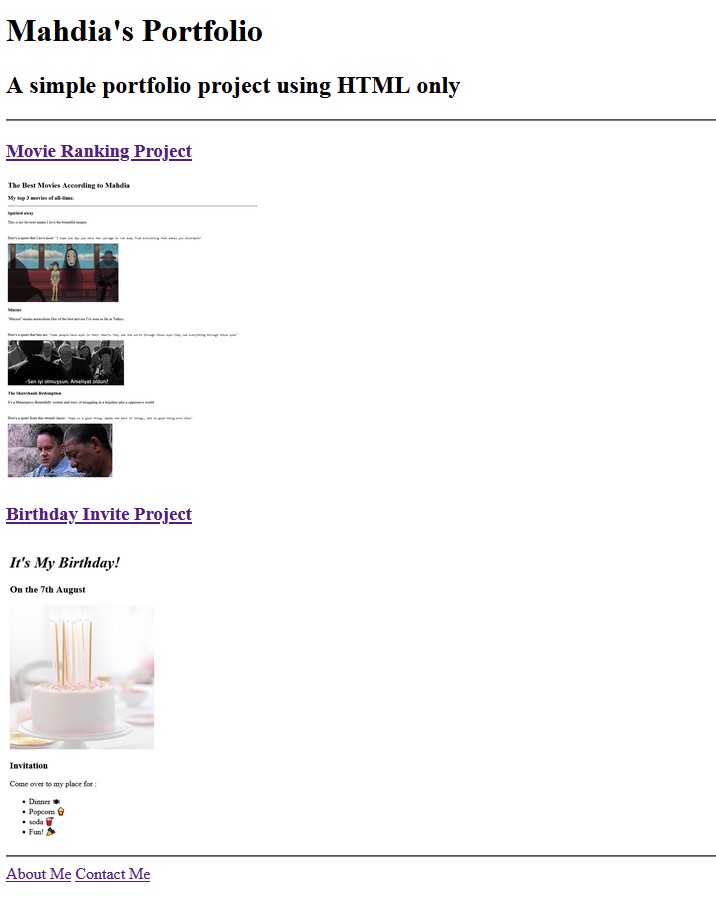 Mahdia's Portfolio
A simple portfolio project using HTML only
Movie Ranking Project
The Best Movies According to Mahdia
My top 3 movies of all-time.
Spirited away
This is my favorite anime I love the beautiful images
Here's a quote that I love most: "I hope one day you have the courage to run away from everything that makes you miserable"
Mucize
"Mucize" means miraculous One of the best movies I've seen so far in Turkey
Here's a quote that hits me: "Some people have eyes in their hearts They see the world through those eyes They see everything through those eyes"
-Sen iyi olmuşsun. Ameliyat oldun?
The Shawshank Redemption
It's a Masterpiece Beautifully written and story of struggling in a hopeless also a oppressive world
Here's a quote from this eternal classic: "Hope is a good thing, maybe the best of things, and no good thing ever dies"
Birthday Invite Project
It's My Birthday!
On the 7th August
Invitation
Come over to my place for :
Dinner 🍽
Popcorn 🍿
soda 🥤
Fun! 🎉
About Me Contact Me